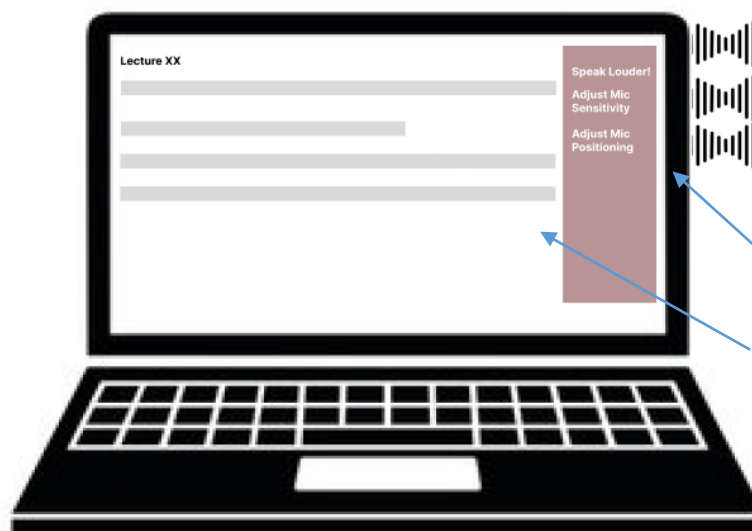 Lecture XX
Speak Louder!
Adjust Mic
Sensitivity
Adjust Mic
Positioning